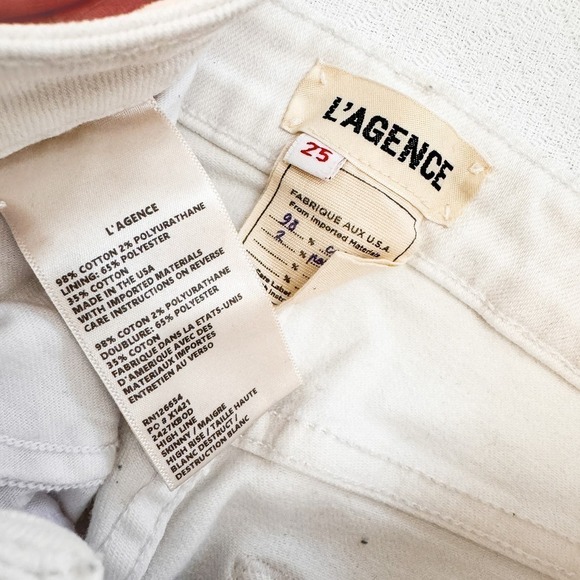 L'AGENCE
25
FABRIQUE AUX U.S.A.
From Imported Materials
98 %
2 %
%
L'AGENCE
98% COTTON 2% POLYURETHANE
LINING: 65% POLYESTER
35% COTTON
MADE IN THE USA
WITH IMPORTED MATERIALS
CARE INSTRUCTIONS ON REVERSE
98% COTON 2% POLYURETHANE
DOUBLURE: 65% POLYESTER
35% COTON
FABRIQUE DANS LA ETATS-UNIS
D'AMERIQUE AVEC DES
MATERIAUX IMPORTES
ENTRETIEN AU VERSO
RN126654
PO # X1421
2427KBOD
HIGH LINE
SKINNY / MAIGRE
HIGH RISE / TAILLE HAUTE
BLANC DESTRUCT /
DESTRUCTION BLANC